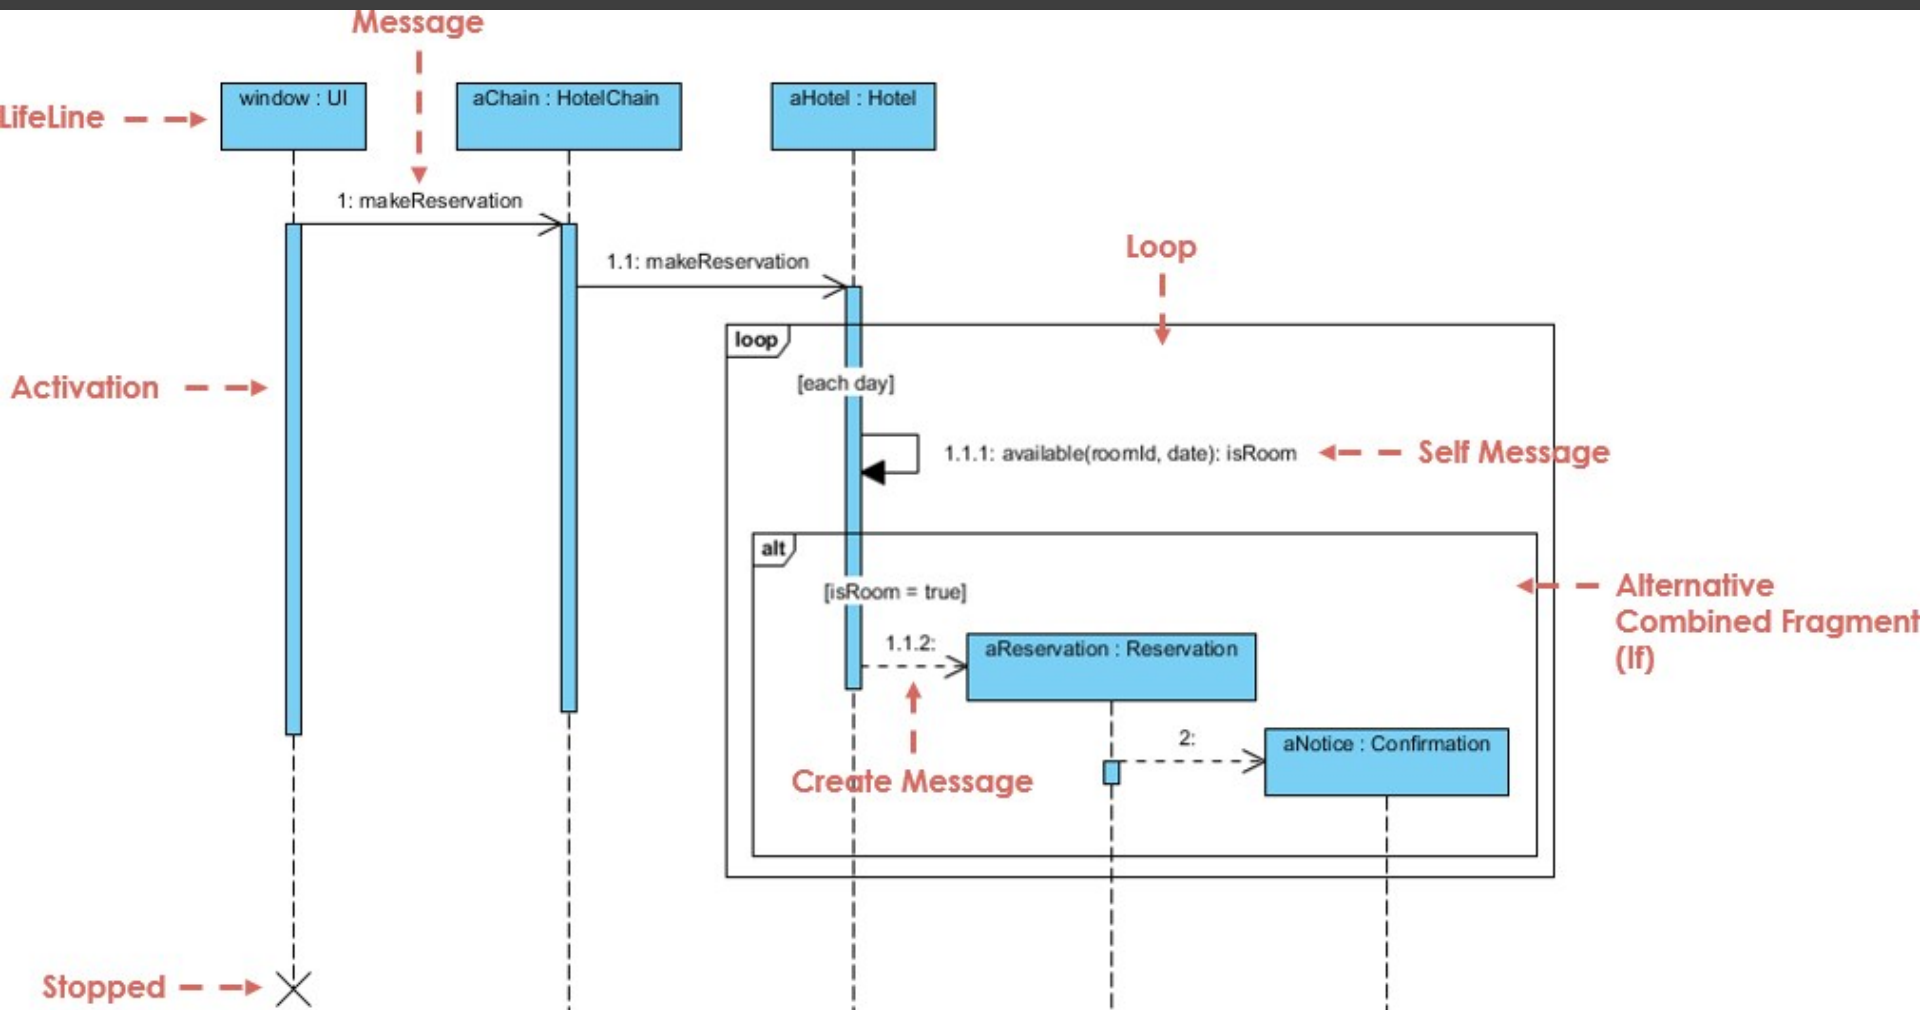 Message
LifeLine
window : UI
aChain : HotelChain
aHotel : Hotel
1: makeReservation
1.1: makeReservation
Loop
loop
[each day]
Activation
1.1.1: available(roomId, date): isRoom
Self Message
alt
[isRoom = true]
Alternative
Combined Fragment
(If)
1.1.2:
aReservation : Reservation
2:
aNotice : Confirmation
Create Message
Stopped